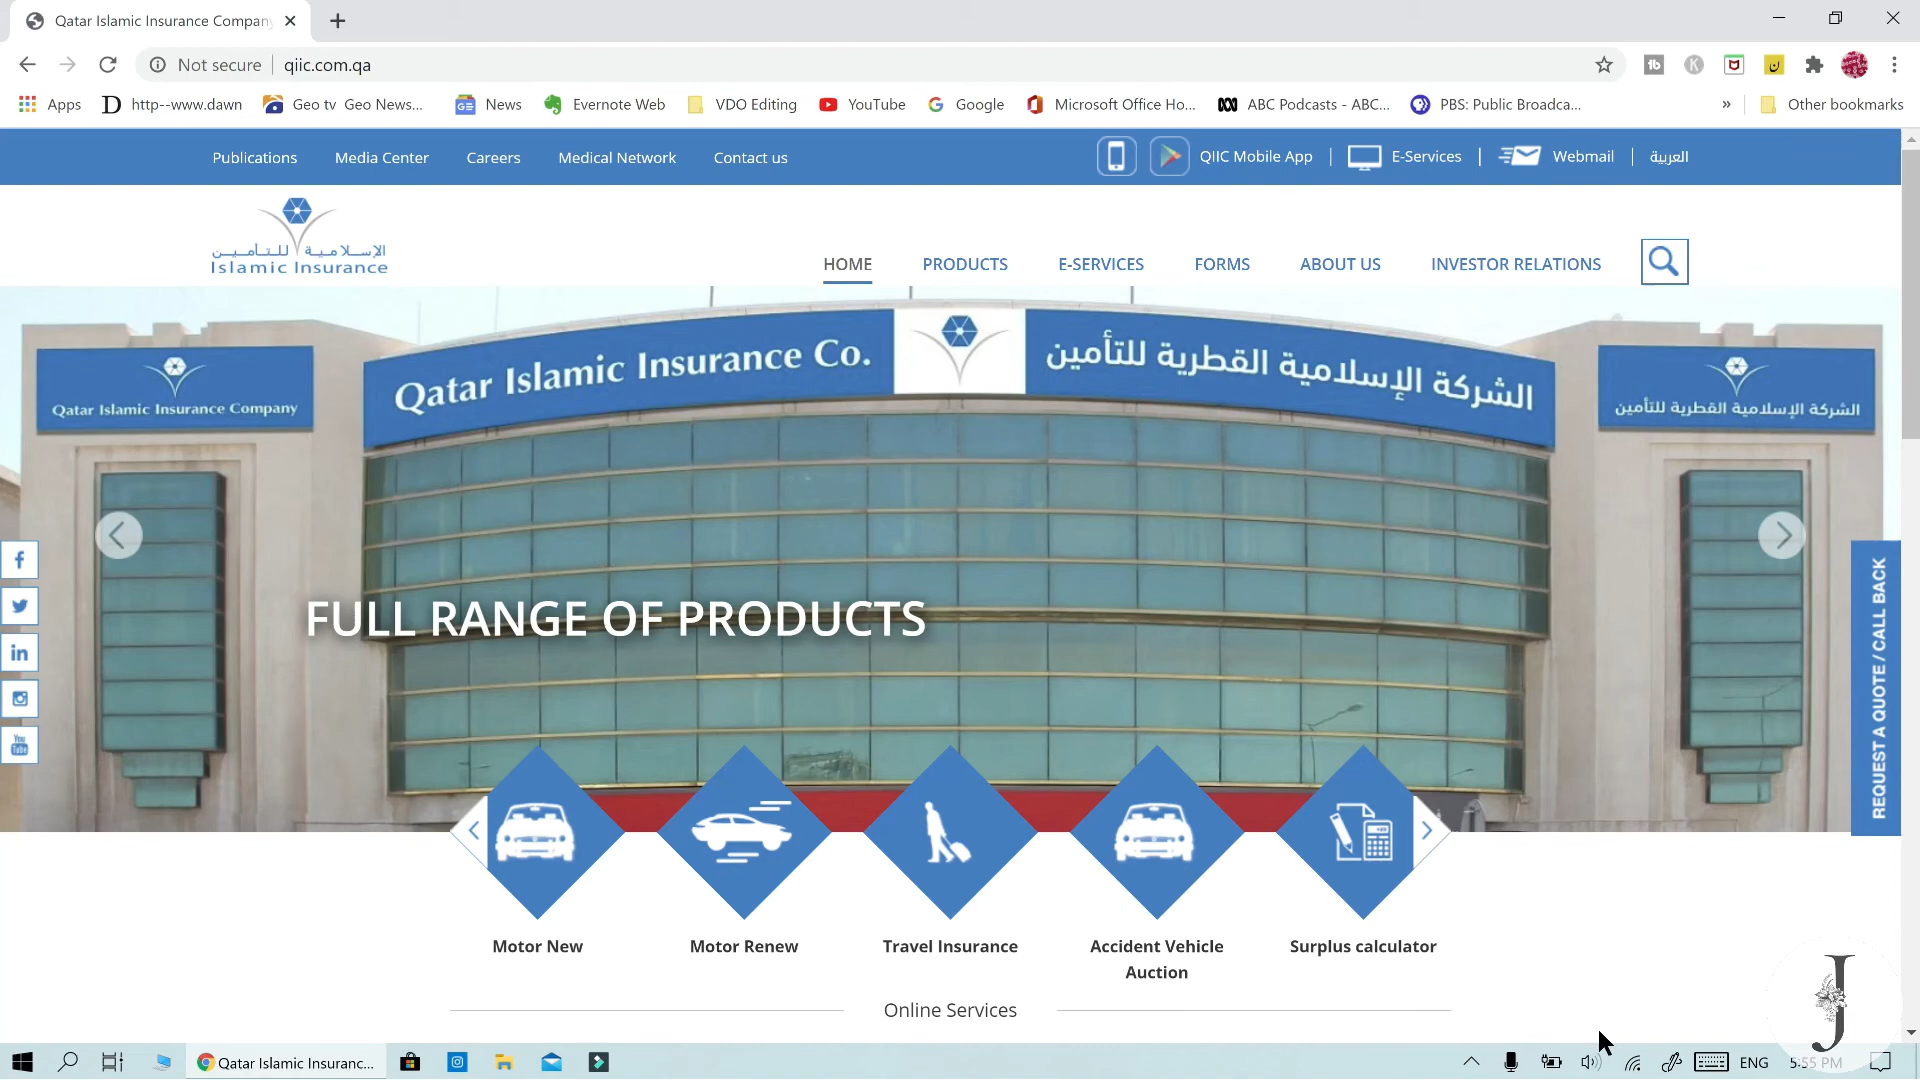 Qatar Islamic Insurance Company
Not secure
qiic.com.qa
Apps
http--www.dawn
Geo tv Geo News...
News
Evernote Web
VDO Editing
YouTube
Google
Microsoft Office Ho...
ABC Podcasts - ABC...
PBS: Public Broadca...
Other bookmarks
Publications
Media Center
Careers
Medical Network
Contact us
QIIC Mobile App
E-Services
Webmail
العربية
الإسلامية للتأمين
Islamic Insurance
HOME
PRODUCTS
E-SERVICES
FORMS
ABOUT US
INVESTOR RELATIONS
Qatar Islamic Insurance Company
Qatar Islamic Insurance Co.
الشركة الإسلامية القطرية للتأمين
الشركة الإسلامية القطرية للتأمين
FULL RANGE OF PRODUCTS
REQUEST A QUOTE / CALL BACK
Motor New
Motor Renew
Travel Insurance
Accident Vehicle
Auction
Surplus calculator
Online Services
J
Qatar Islamic Insuranc...
ENG
5:55 PM